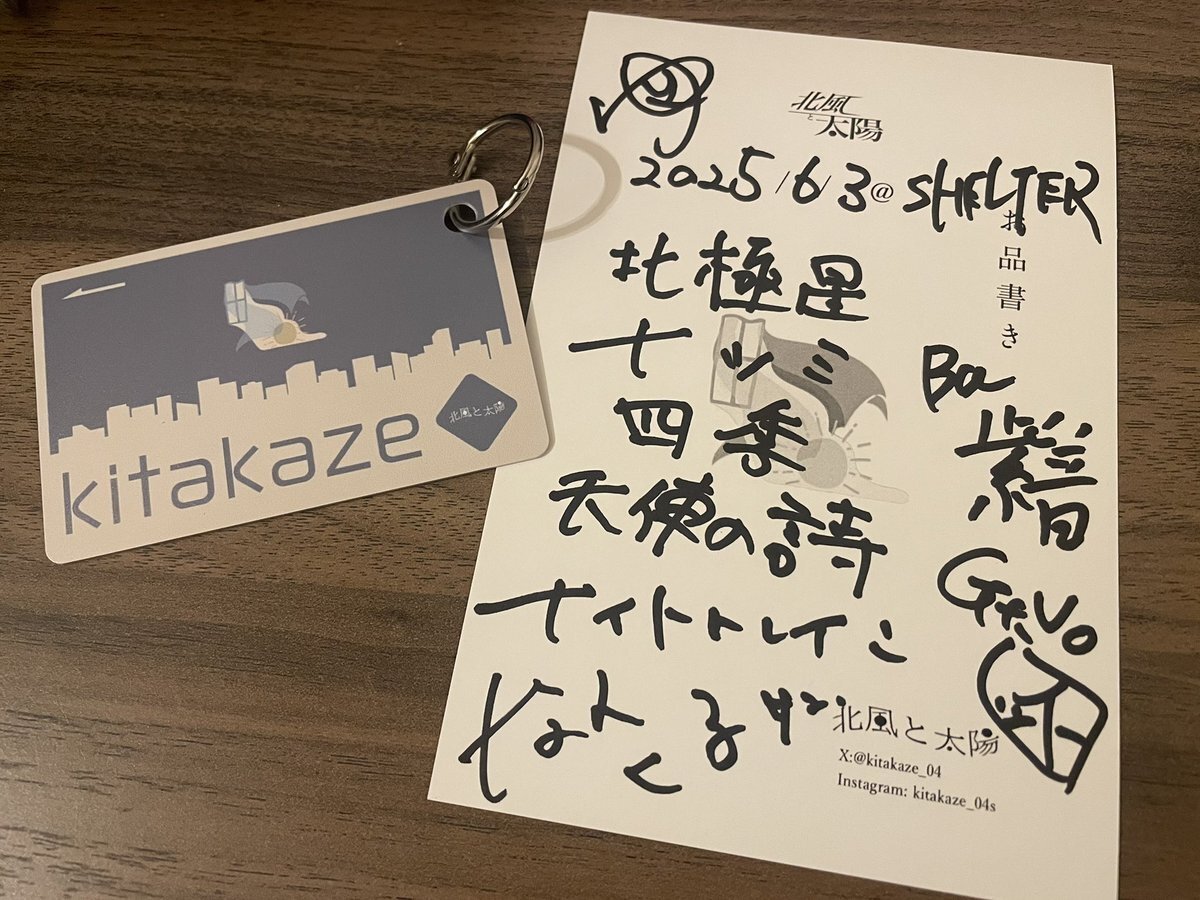 北風と太陽
kitakaze
北風
と太陽
2025/6/3@SHELTER
お品書き
北極星
ナツミ
四季
天使の詩
ナイトトレイン
Ba
Gt.Vo
北風と太陽
X:@kitakaze_04
Instagram: kitakaze_04s